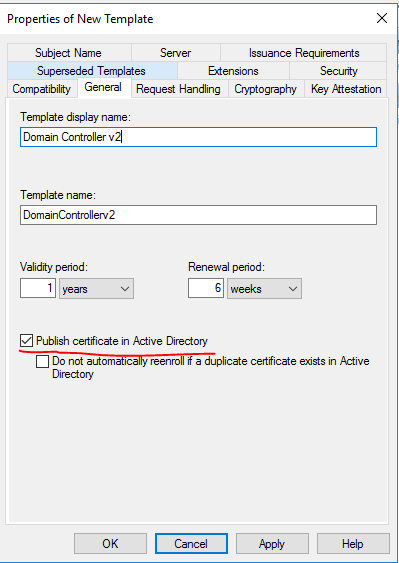 Properties of New Template
Subject Name
Server
Issuance Requirements
Superseded Templates
Extensions
Security
Compatibility
General
Request Handling
Cryptography
Key Attestation
Template display name:
Domain Controller v2
Template name:
DomainControllerv2
Validity period:
Renewal period:
1
years
6
weeks
Publish certificate in Active Directory
Do not automatically reenroll if a duplicate certificate exists in Active
Directory
OK
Cancel
Apply
Help